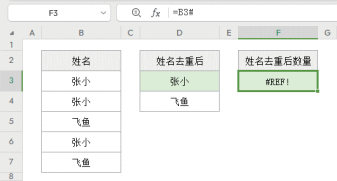 F3 fx =B3#
A B C D E F G
1
2 姓名 姓名去重后 姓名去重后数量
3 张小 张小 #REF!
4 张小 飞鱼
5 飞鱼
6 张小
7 飞鱼
8